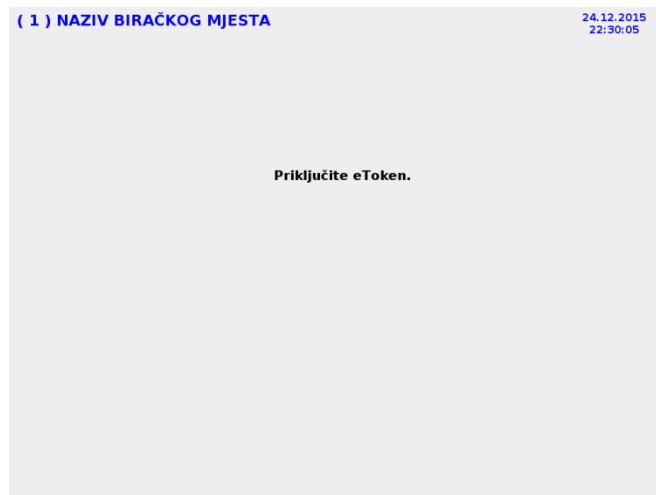 ( 1 ) NAZIV BIRAČKOG MJESTA
24.12.2015
22:30:05
Priključite eToken.